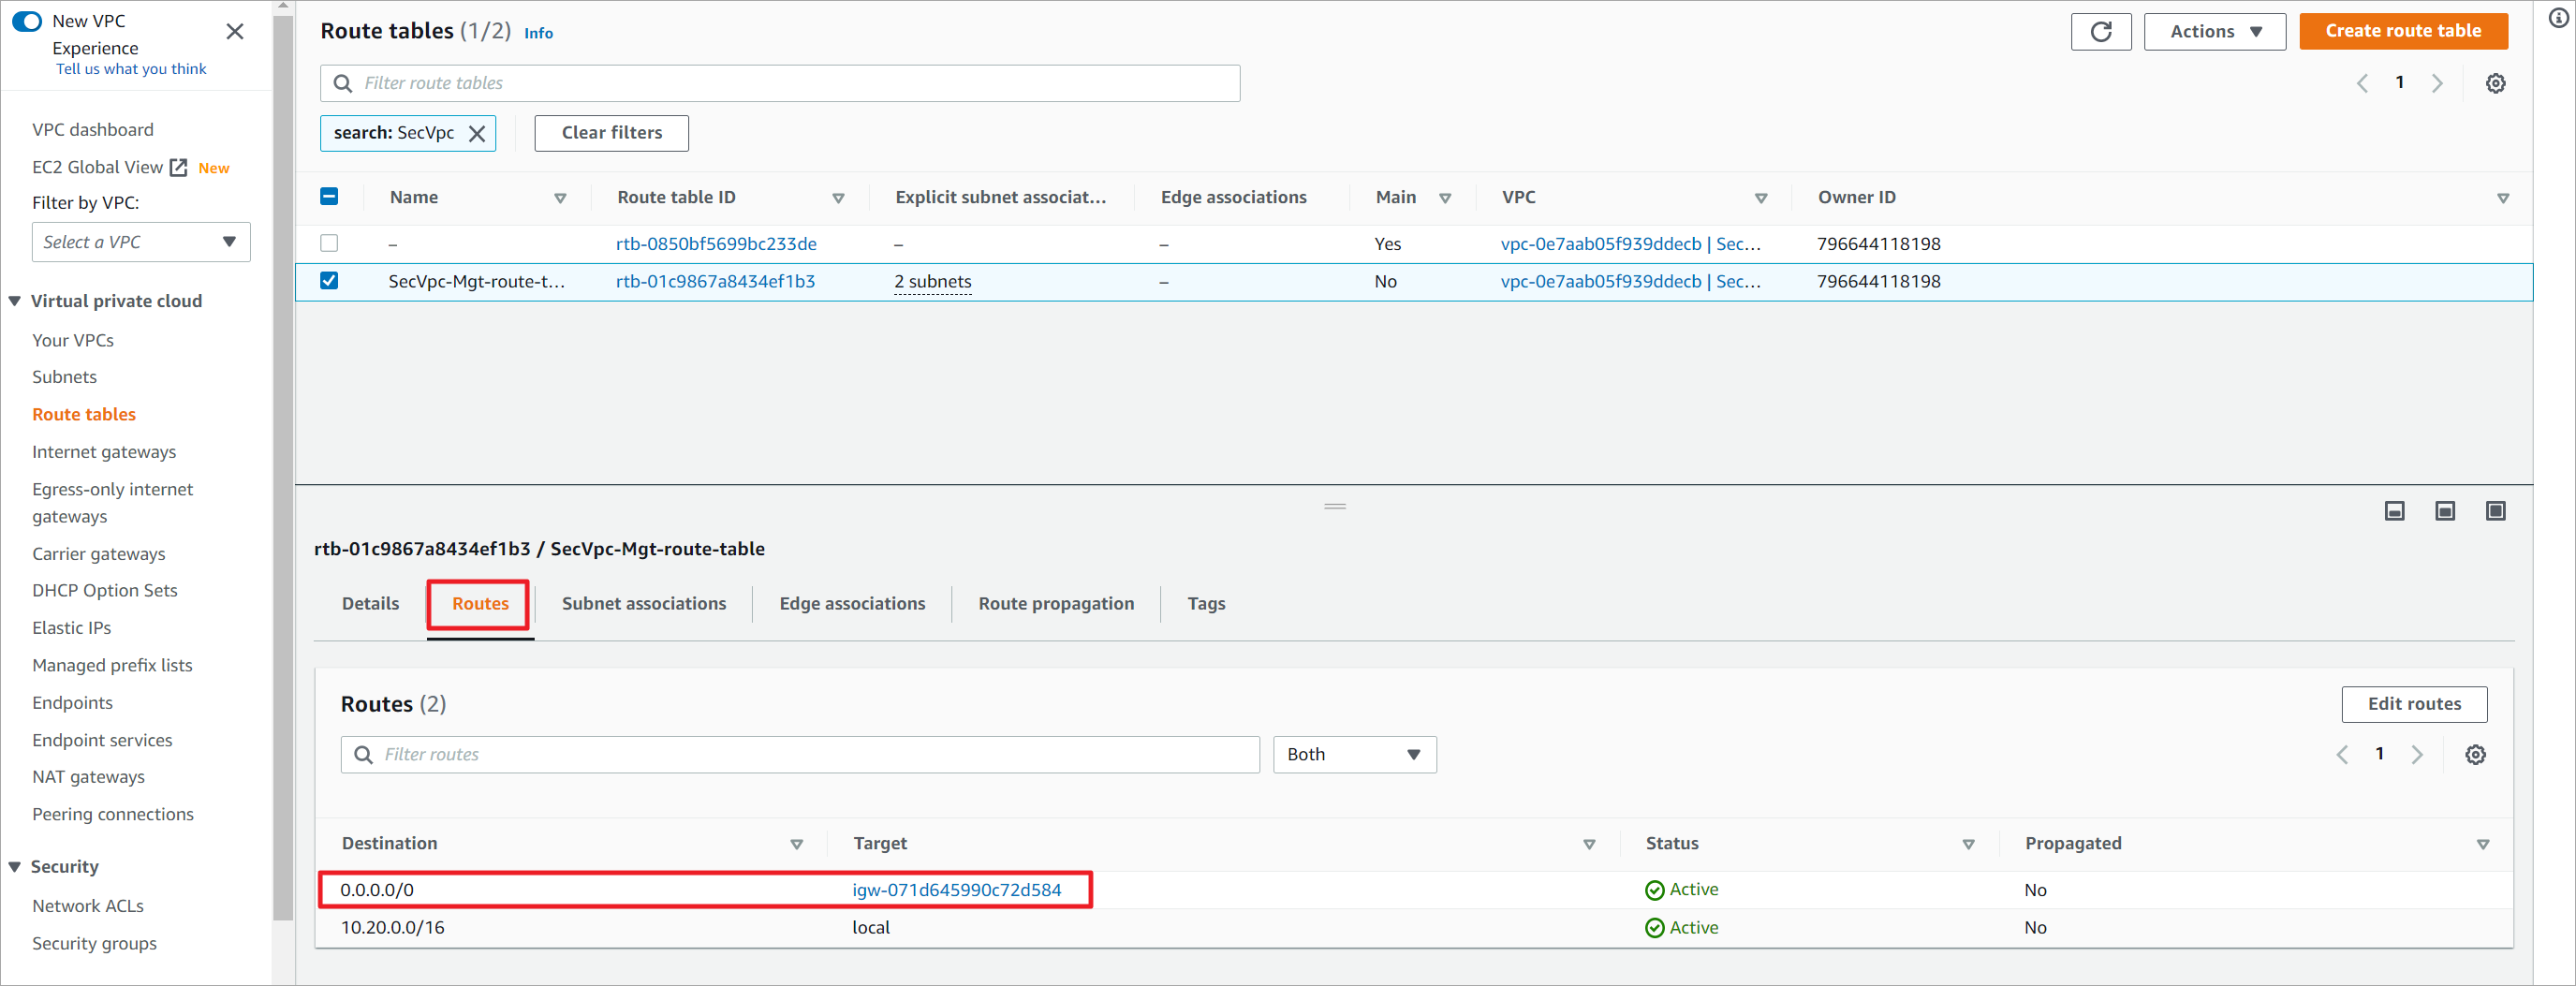 New VPC
Experience
Tell us what you think
VPC dashboard
EC2 Global View New
Filter by VPC:
Select a VPC
Virtual private cloud
Your VPCs
Subnets
Route tables
Internet gateways
Egress-only internet
gateways
Carrier gateways
DHCP Option Sets
Elastic IPs
Managed prefix lists
Endpoints
Endpoint services
NAT gateways
Peering connections
Security
Network ACLs
Security groups
Route tables (1/2) Info
Actions
Create route table
Filter route tables
1
search: SecVpc
Clear filters
Name Route table ID Explicit subnet associat... Edge associations Main VPC Owner ID
– rtb-0850bf5699bc233de – – Yes vpc-0e7aab05f939ddecb | Sec... 796644118198
SecVpc-Mgt-route-t... rtb-01c9867a8434ef1b3 2 subnets – No vpc-0e7aab05f939ddecb | Sec... 796644118198
rtb-01c9867a8434ef1b3 / SecVpc-Mgt-route-table
Details Routes Subnet associations Edge associations Route propagation Tags
Routes (2)
Edit routes
Filter routes
Both
1
Destination Target Status Propagated
0.0.0.0/0 igw-071d645990c72d584 Active No
10.20.0.0/16 local Active No